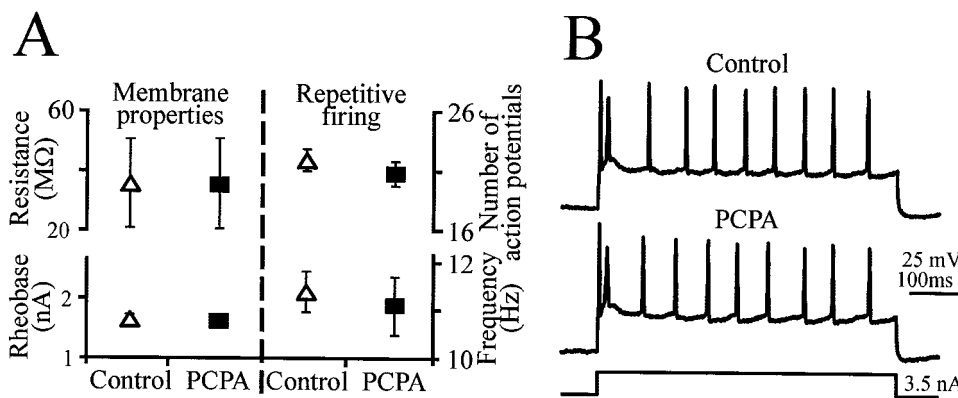 A
Membrane
properties
Repetitive
firing
Resistance
(MΩ)
60
20
Number of
action potentials
26
16
Rheobase
(nA)
2
1
Frequency
(Hz)
12
10
Control
PCPA
Control
PCPA
B
Control
PCPA
25 mV
100ms
3.5 nA